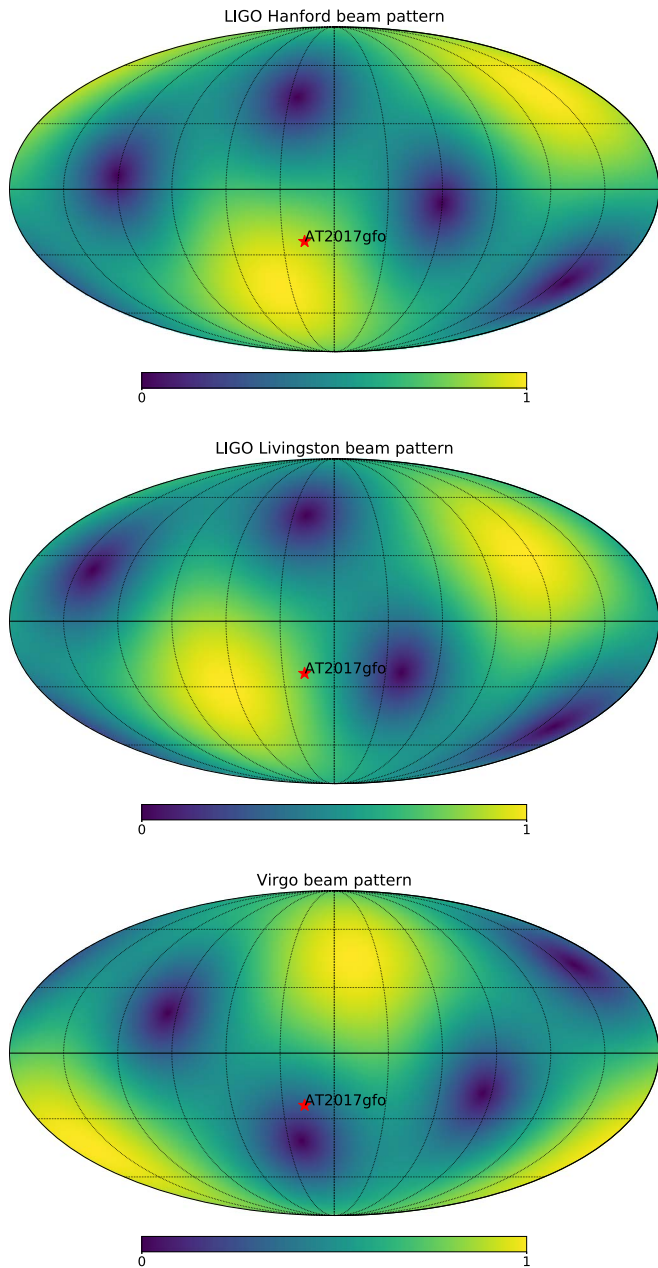 LIGO Hanford beam pattern
AT2017gfo
0 1
LIGO Livingston beam pattern
AT2017gfo
0 1
Virgo beam pattern
AT2017gfo
0 1